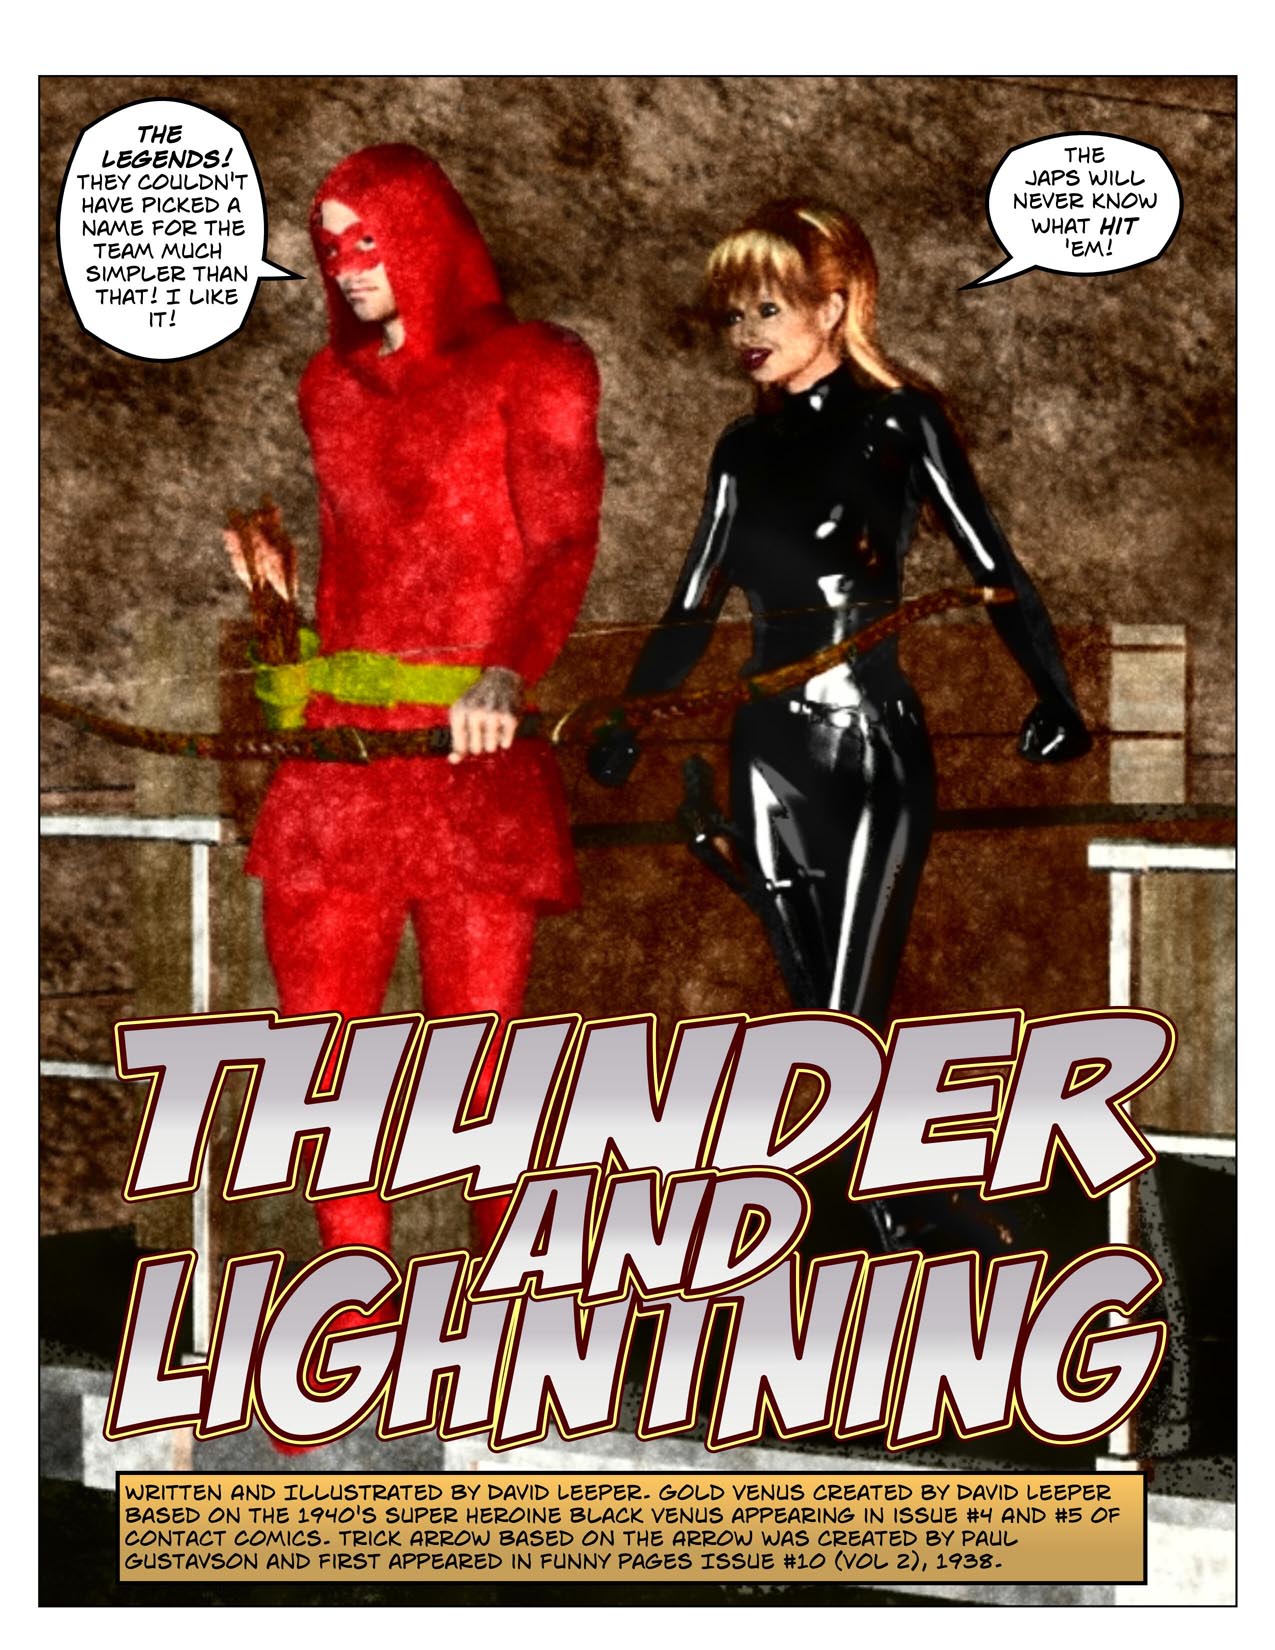 THE
LEGENDS!
THEY COULDN'T
HAVE PICKED A
NAME FOR THE
TEAM MUCH
SIMPLER THAN
THAT! I LIKE
IT!
THE
JAPS WILL
NEVER KNOW
WHAT HIT
'EM!
THUNDER
AND
LIGHNTNING
WRITTEN AND ILLUSTRATED BY DAVID LEEPER. GOLD VENUS CREATED BY DAVID LEEPER
BASED ON THE 1940'S SUPER HEROINE BLACK VENUS APPEARING IN ISSUE #4 AND #5 OF
CONTACT COMICS. TRICK ARROW BASED ON THE ARROW WAS CREATED BY PAUL
GUSTAVSON AND FIRST APPEARED IN FUNNY PAGES ISSUE #10 (VOL 2), 1938.